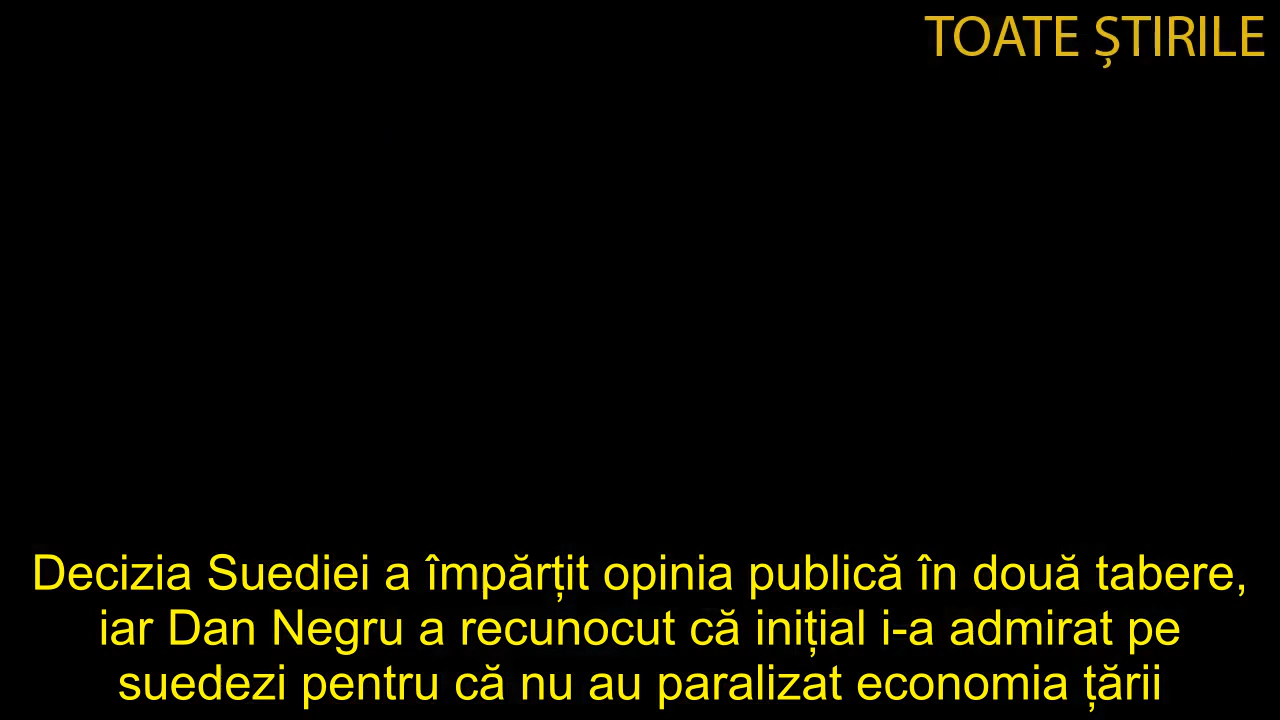 TOATE ȘTIRILE
Decizia Suediei a împărțit opinia publică în două tabere,
iar Dan Negru a recunocut că inițial i-a admirat pe
suedezi pentru că nu au paralizat economia țării